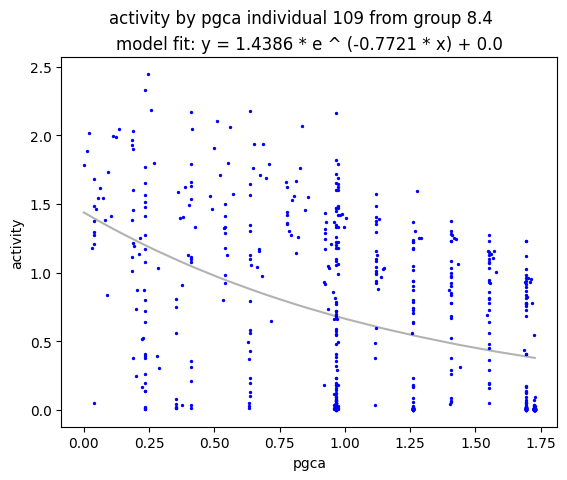 activity by pgca individual 109 from group 8.4
model fit: y = 1.4386 * e ^ (-0.7721 * x) + 0.0
2.5
2.0
1.5
1.0
0.5
0.0
activity
0.00 0.25 0.50 0.75 1.00 1.25 1.50 1.75
pgca